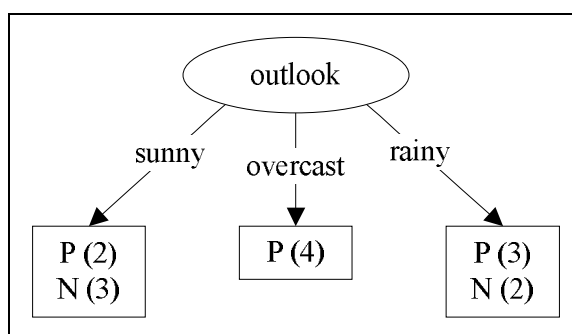 outlook
sunny
overcast
rainy
P (2)
N (3)
P (4)
P (3)
N (2)